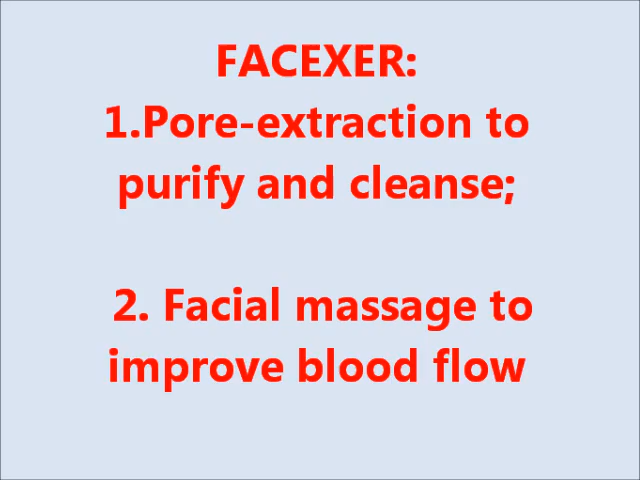 FACEXER:
1.Pore-extraction to
purify and cleanse;
2. Facial massage to
improve blood flow